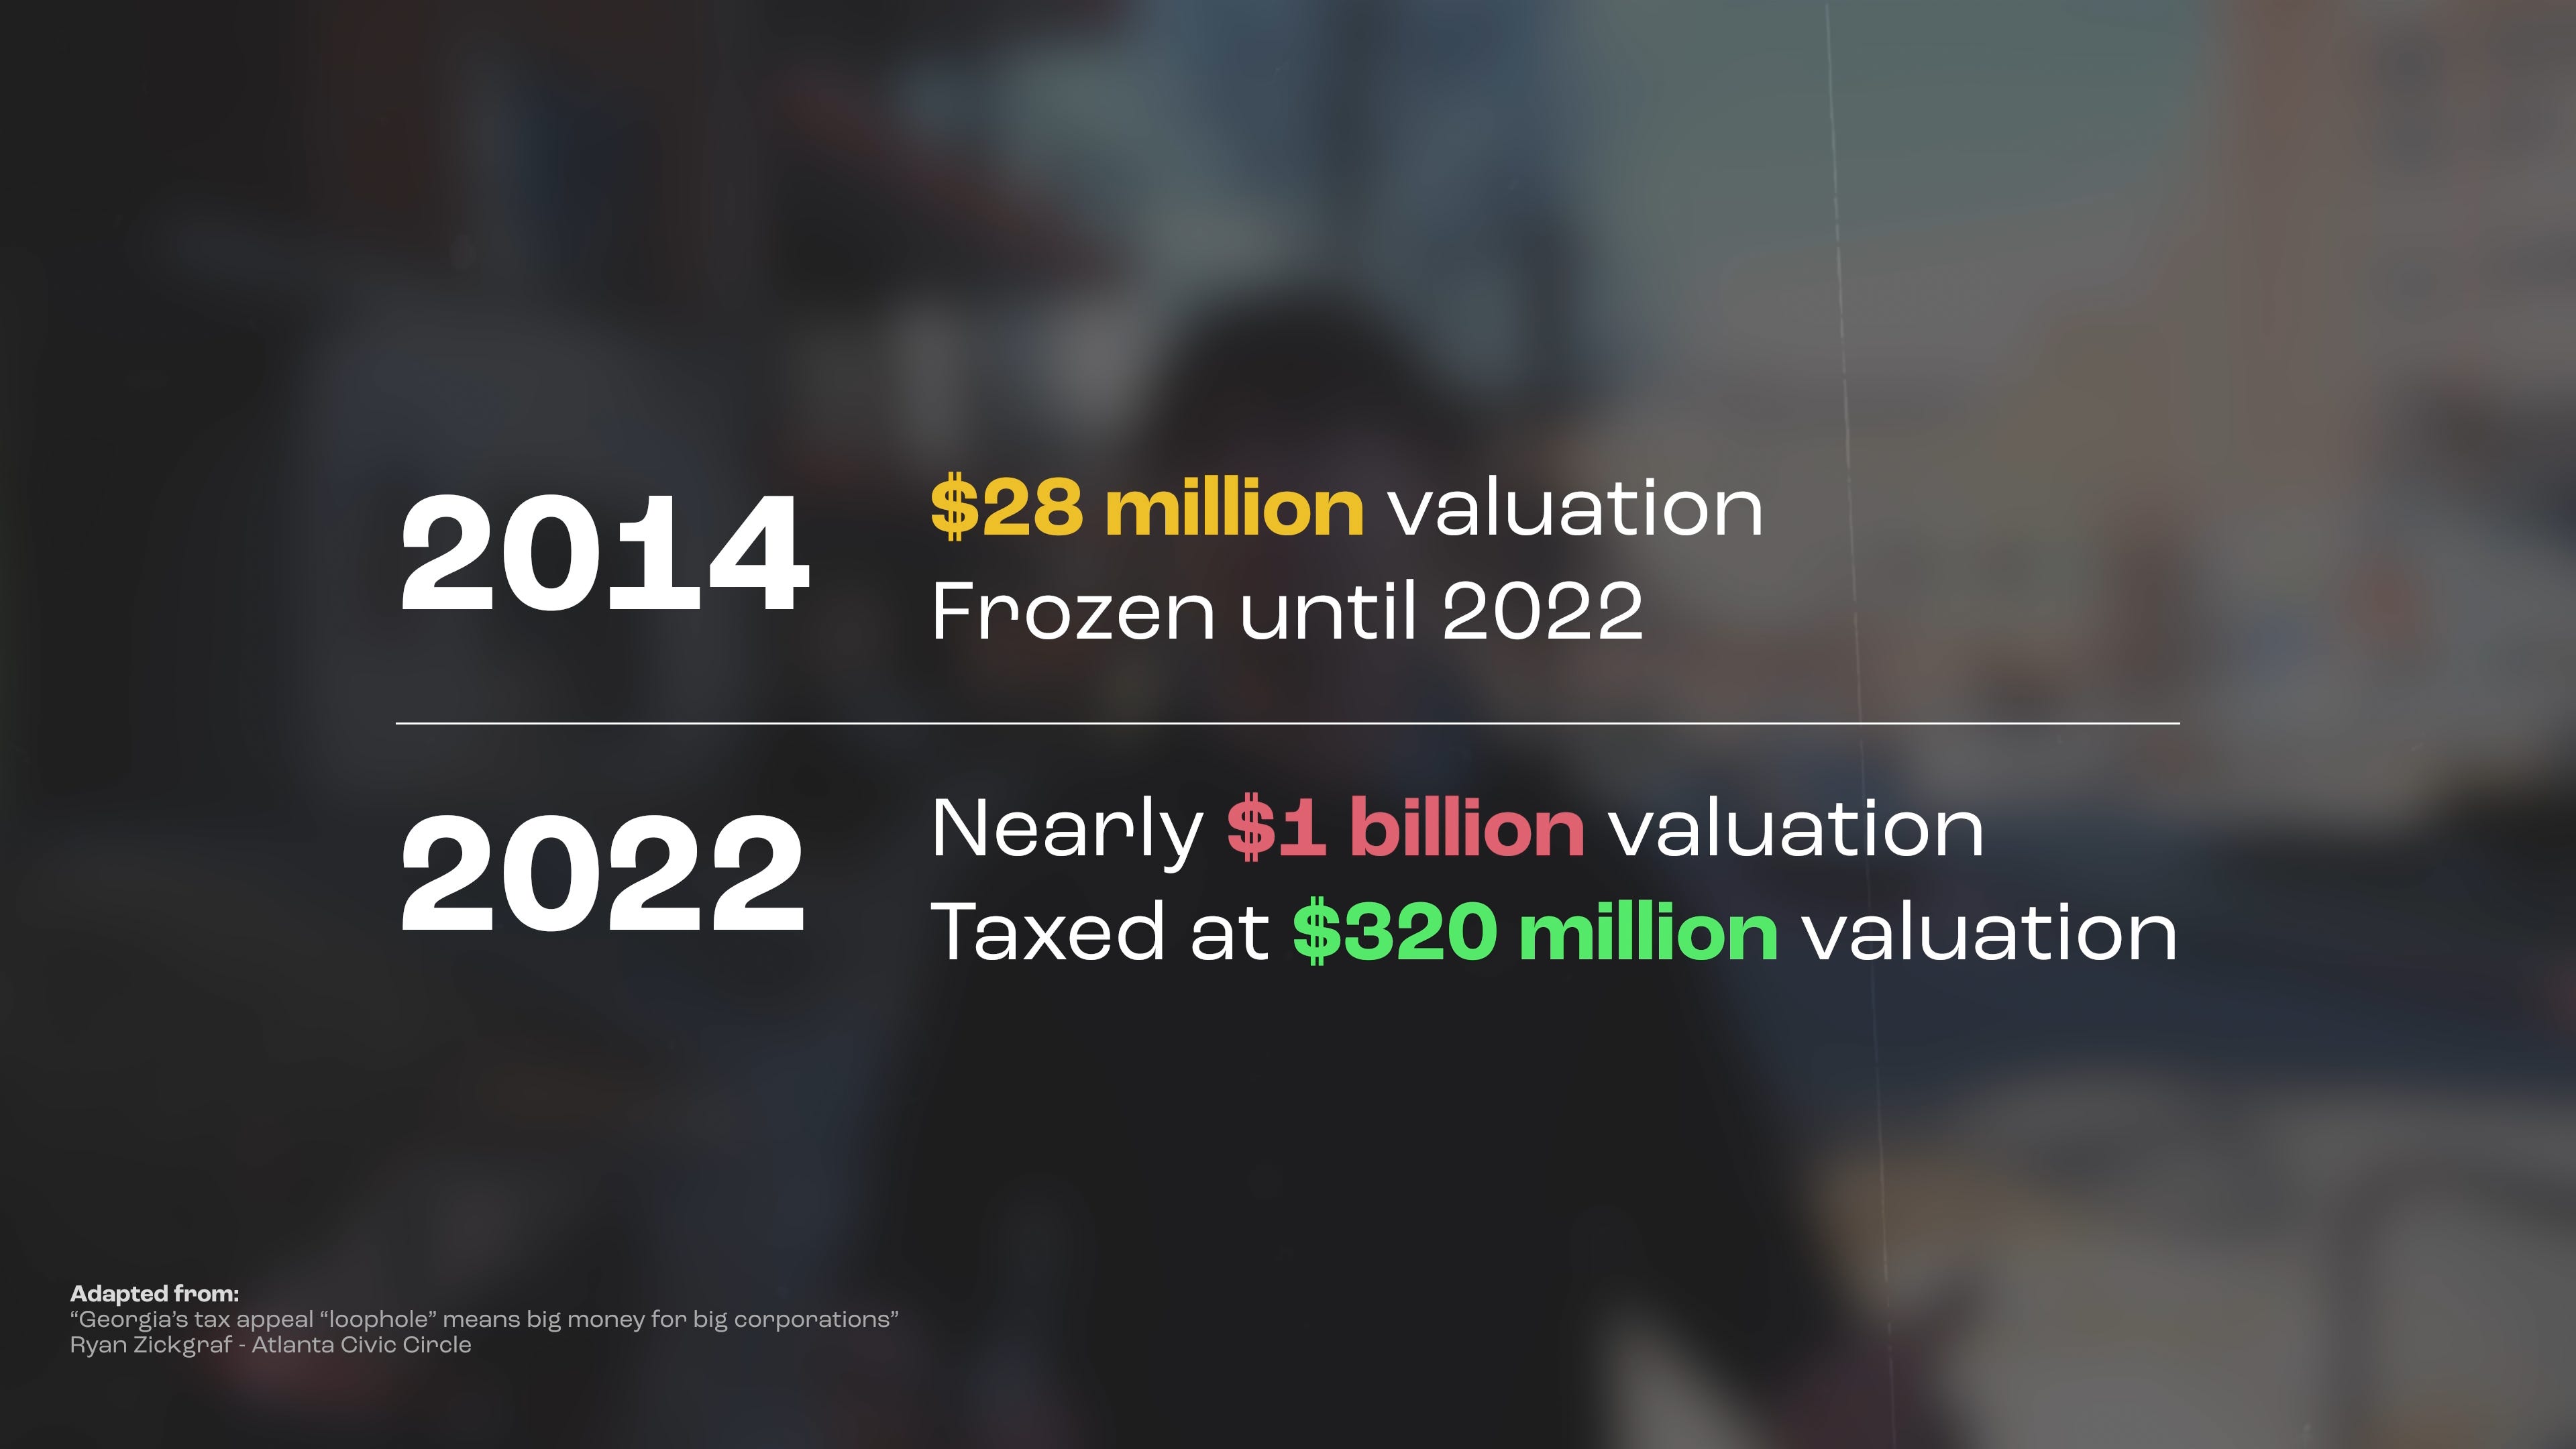 2014
$28 million valuation
Frozen until 2022
2022
Nearly $1 billion valuation
Taxed at $320 million valuation
Adapted from:
“Georgia’s tax appeal “loophole” means big money for big corporations”
Ryan Zickgraf - Atlanta Civic Circle